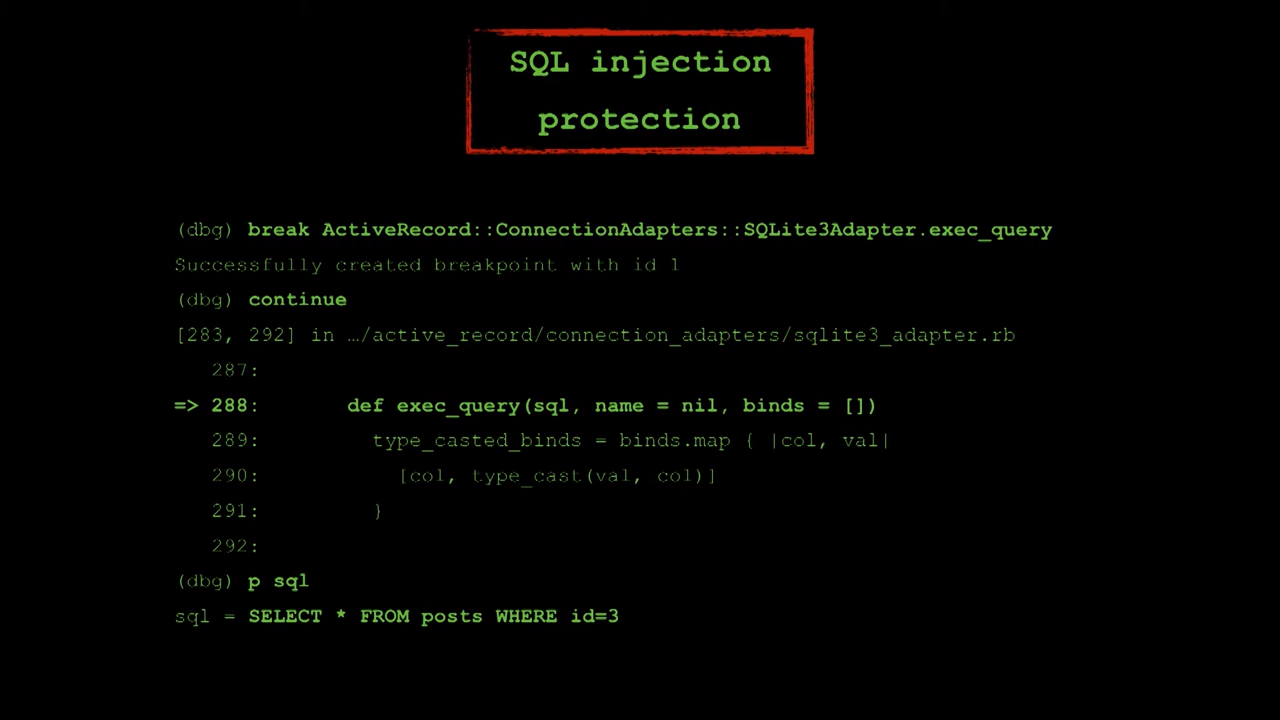 SQL injection
protection
(dbg) break ActiveRecord::ConnectionAdapters::SQLite3Adapter.exec_query
Successfully created breakpoint with id 1
(dbg) continue
[283, 292] in …/active_record/connection_adapters/sqlite3_adapter.rb
287:
=> 288: def exec_query(sql, name = nil, binds = [])
289: type_casted_binds = binds.map { |col, val|
290: [col, type_cast(val, col)]
291: }
292:
(dbg) p sql
sql = SELECT * FROM posts WHERE id=3